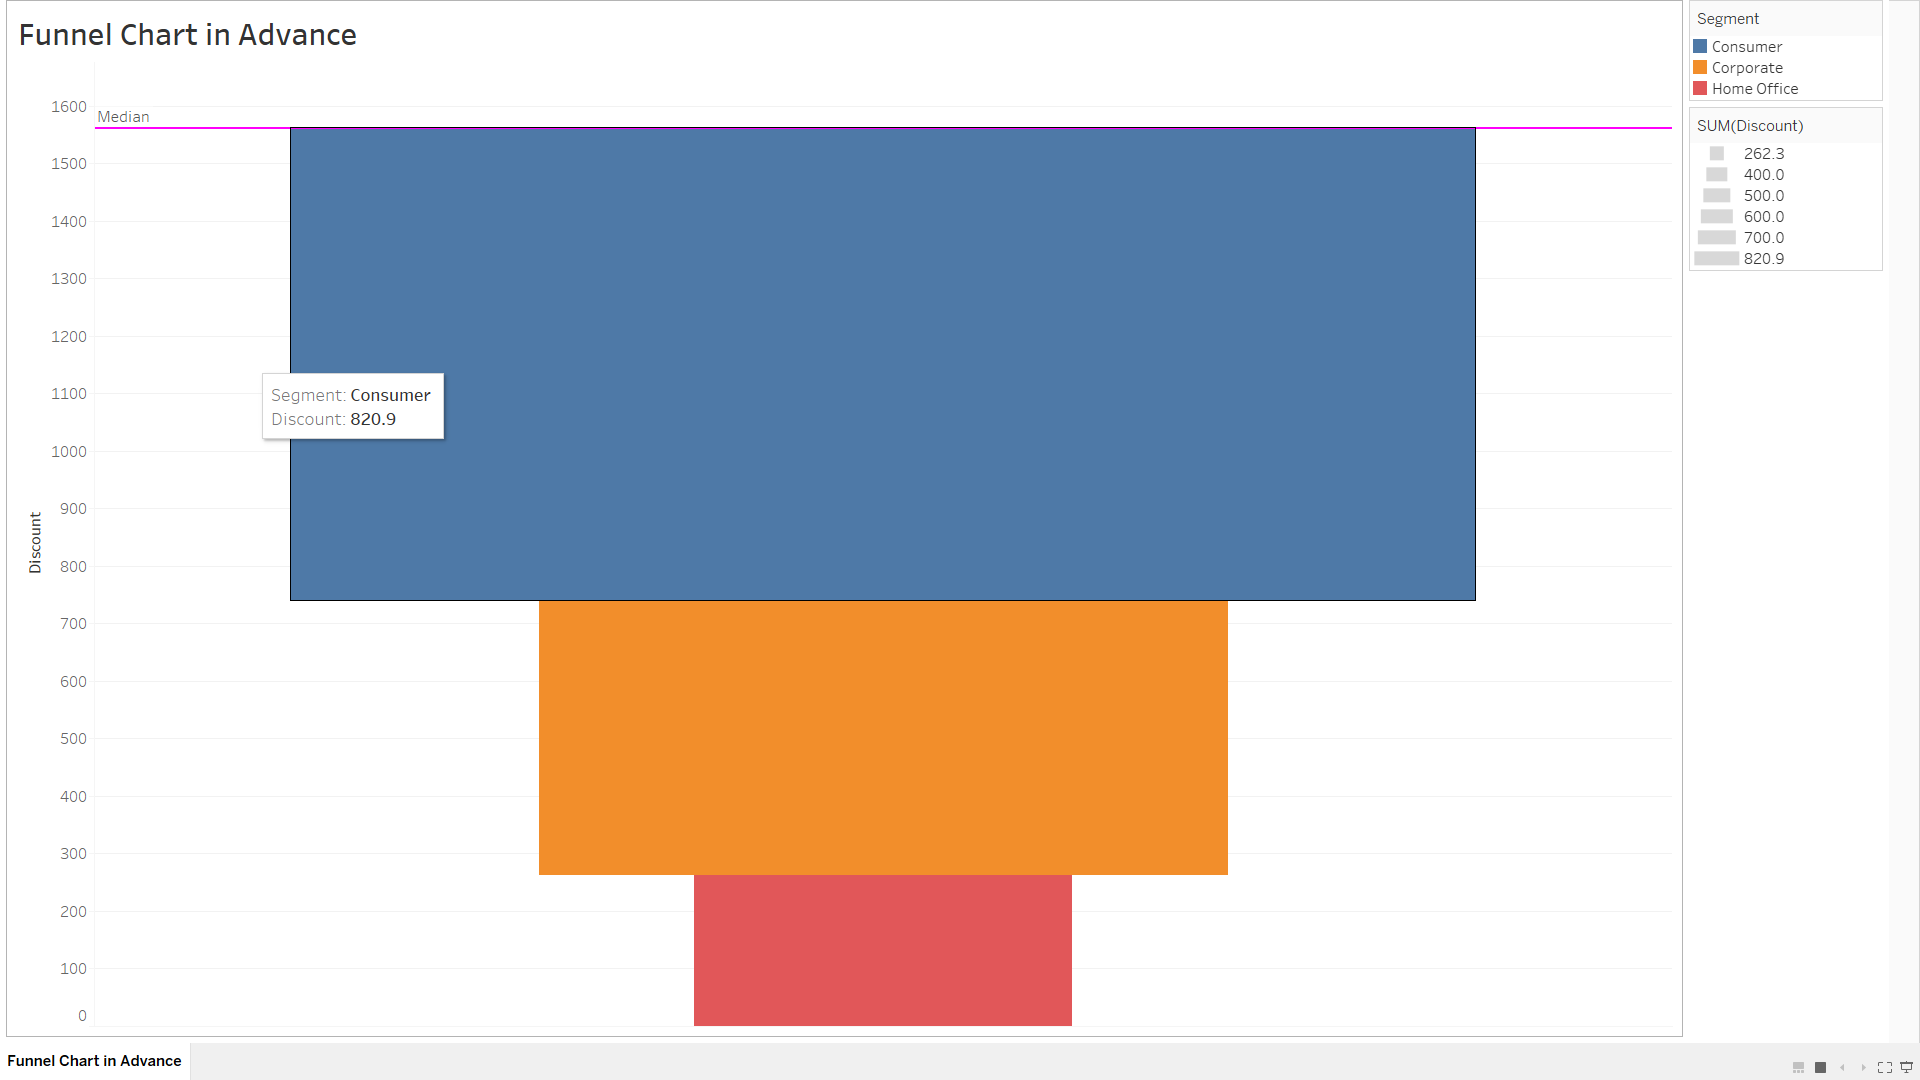 Funnel Chart in Advance
1600
Median
1500
1400
1300
1200
1100
1000
900
800
700
600
500
400
300
200
100
0
Discount
Segment: Consumer
Discount: 820.9
Segment
Consumer
Corporate
Home Office
SUM(Discount)
262.3
400.0
500.0
600.0
700.0
820.9
Funnel Chart in Advance